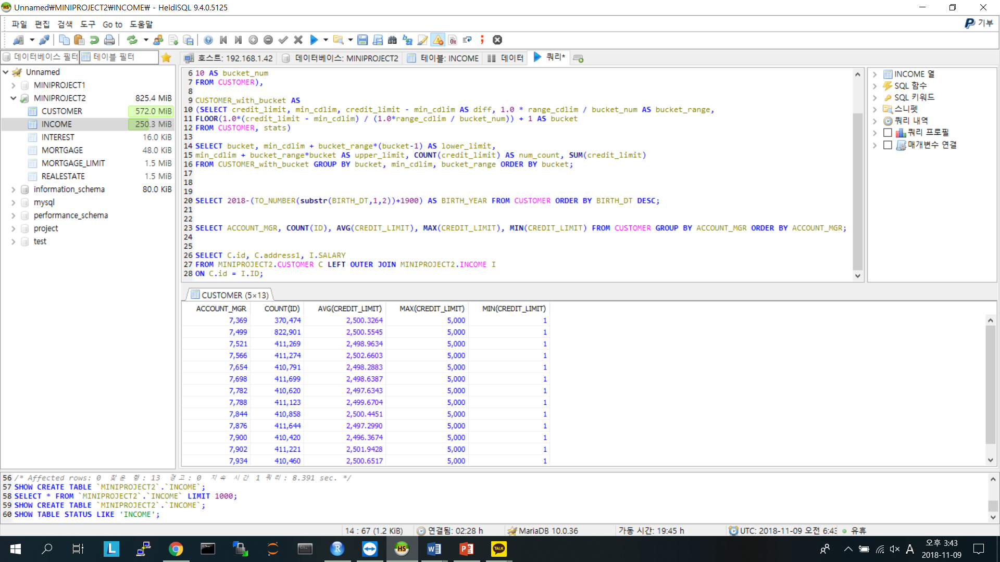 Unnamed\MINIPROJECT2\INCOME\ - HeidiSQL 9.4.0.5125
파일 편집 검색 도구 Go to 도움말
기부
데이터베이스 필터 테이블 필터
호스트: 192.168.1.42 데이터베이스: MINIPROJECT2 테이블: INCOME 데이터 쿼리*
Unnamed
MINIPROJECT1
MINIPROJECT2 825.4 MiB
CUSTOMER 572.0 MiB
INCOME 250.3 MiB
INTEREST 16.0 KiB
MORTGAGE 48.0 KiB
MORTGAGE_LIMIT 1.5 MiB
REALESTATE 1.5 MiB
information_schema 80.0 KiB
mysql
performance_schema
project
test
6 10 AS bucket_num
7 FROM CUSTOMER),
8
9 CUSTOMER_with_bucket AS
10 (SELECT credit_limit, min_cdlim, credit_limit - min_cdlim AS diff, 1.0 * range_cdlim / bucket_num AS bucket_range,
11 FLOOR(1.0*(credit_limit - min_cdlim) / (1.0*range_cdlim / bucket_num)) + 1 AS bucket
12 FROM CUSTOMER, stats)
13
14 SELECT bucket, min_cdlim + bucket_range*(bucket-1) AS lower_limit,
15 min_cdlim + bucket_range*bucket AS upper_limit, COUNT(credit_limit) AS num_count, SUM(credit_limit)
16 FROM CUSTOMER_with_bucket GROUP BY bucket, min_cdlim, bucket_range ORDER BY bucket;
17
18
19
20 SELECT 2018-(TO_NUMBER(substr(BIRTH_DT,1,2))+1900) AS BIRTH_YEAR FROM CUSTOMER ORDER BY BIRTH_DT DESC;
21
22
23 SELECT ACCOUNT_MGR, COUNT(ID), AVG(CREDIT_LIMIT), MAX(CREDIT_LIMIT), MIN(CREDIT_LIMIT) FROM CUSTOMER GROUP BY ACCOUNT_MGR ORDER BY ACCOUNT_MGR;
24
25
26 SELECT C.id, C.address1, I.SALARY
27 FROM MINIPROJECT2.CUSTOMER C LEFT OUTER JOIN MINIPROJECT2.INCOME I
28 ON C.id = I.ID;
INCOME 열
SQL 함수
SQL 키워드
스니펫
쿼리 내역
쿼리 프로필
매개변수 연결
CUSTOMER (5×13)
ACCOUNT_MGR COUNT(ID) AVG(CREDIT_LIMIT) MAX(CREDIT_LIMIT) MIN(CREDIT_LIMIT)
7,369 370,474 2,500.3264 5,000 1
7,499 822,901 2,500.5545 5,000 1
7,521 411,269 2,498.9634 5,000 1
7,566 411,274 2,502.6603 5,000 1
7,654 410,791 2,498.2883 5,000 1
7,698 411,699 2,498.6387 5,000 1
7,782 410,620 2,497.6343 5,000 1
7,788 411,123 2,499.6704 5,000 1
7,844 410,858 2,500.4451 5,000 1
7,876 411,644 2,497.2990 5,000 1
7,900 410,420 2,496.3674 5,000 1
7,902 411,221 2,501.9428 5,000 1
7,934 410,460 2,500.6517 5,000 1
56 /* Affected rows: 0 찾은 행: 13 경고: 0 지속 시간 1 쿼리: 8.391 sec. */
57 SHOW CREATE TABLE `MINIPROJECT2`.`INCOME`;
58 SELECT * FROM `MINIPROJECT2`.`INCOME` LIMIT 1000;
59 SHOW CREATE TABLE `MINIPROJECT2`.`INCOME`;
60 SHOW TABLE STATUS LIKE 'INCOME';
14 : 67 (1.2 KiB) 연결됨: 02:28 h MariaDB 10.0.36 가동 시간: 19:45 h UTC: 2018-11-09 오전 6:43 유휴
오후 3:43
2018-11-09